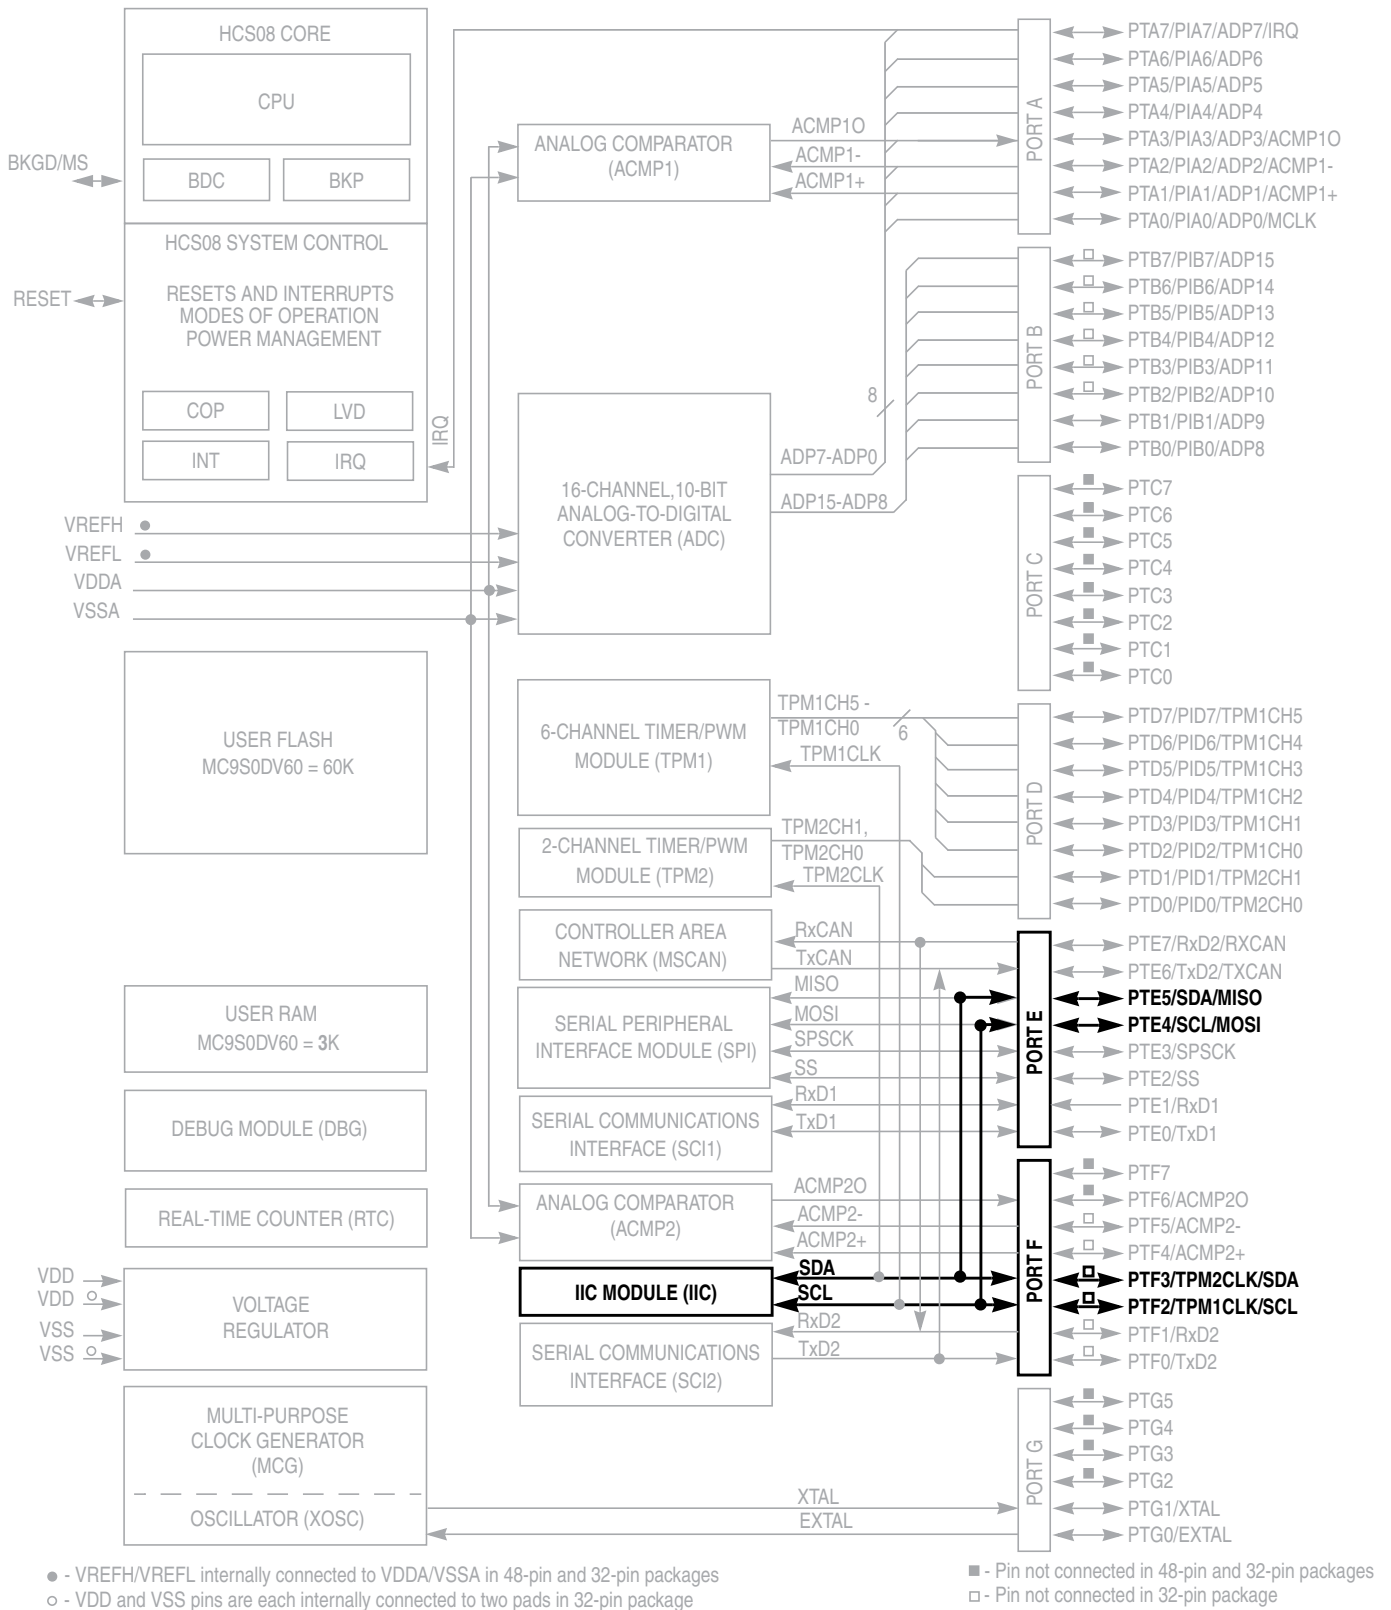 HCS08 CORE
CPU
BDC
BKP
BKGD/MS
HCS08 SYSTEM CONTROL
RESETS AND INTERRUPTS
MODES OF OPERATION
POWER MANAGEMENT
RESET
COP
LVD
INT
IRQ
IRQ
VREFH
VREFL
VDDA
VSSA
USER FLASH
MC9S0DV60 = 60K
USER RAM
MC9S0DV60 = 3K
DEBUG MODULE (DBG)
REAL-TIME COUNTER (RTC)
VDD
VDD
VSS
VSS
VOLTAGE
REGULATOR
MULTI-PURPOSE
CLOCK GENERATOR
(MCG)
OSCILLATOR (XOSC)
ANALOG COMPARATOR
(ACMP1)
ACMP1O
ACMP1-
ACMP1+
16-CHANNEL,10-BIT
ANALOG-TO-DIGITAL
CONVERTER (ADC)
8
ADP7-ADP0
ADP15-ADP8
6-CHANNEL TIMER/PWM
MODULE (TPM1)
TPM1CH5 -
TPM1CH0
6
TPM1CLK
2-CHANNEL TIMER/PWM
MODULE (TPM2)
TPM2CH1,
TPM2CH0
TPM2CLK
CONTROLLER AREA
NETWORK (MSCAN)
RxCAN
TxCAN
SERIAL PERIPHERAL
INTERFACE MODULE (SPI)
MISO
MOSI
SPSCK
SS
SERIAL COMMUNICATIONS
INTERFACE (SCI1)
RxD1
TxD1
ANALOG COMPARATOR
(ACMP2)
ACMP2O
ACMP2-
ACMP2+
IIC MODULE (IIC)
SDA
SCL
SERIAL COMMUNICATIONS
INTERFACE (SCI2)
RxD2
TxD2
XTAL
EXTAL
PORT A
PTA7/PIA7/ADP7/IRQ
PTA6/PIA6/ADP6
PTA5/PIA5/ADP5
PTA4/PIA4/ADP4
PTA3/PIA3/ADP3/ACMP1O
PTA2/PIA2/ADP2/ACMP1-
PTA1/PIA1/ADP1/ACMP1+
PTA0/PIA0/ADP0/MCLK
PORT B
PTB7/PIB7/ADP15
PTB6/PIB6/ADP14
PTB5/PIB5/ADP13
PTB4/PIB4/ADP12
PTB3/PIB3/ADP11
PTB2/PIB2/ADP10
PTB1/PIB1/ADP9
PTB0/PIB0/ADP8
PORT C
PTC7
PTC6
PTC5
PTC4
PTC3
PTC2
PTC1
PTC0
PORT D
PTD7/PID7/TPM1CH5
PTD6/PID6/TPM1CH4
PTD5/PID5/TPM1CH3
PTD4/PID4/TPM1CH2
PTD3/PID3/TPM1CH1
PTD2/PID2/TPM1CH0
PTD1/PID1/TPM2CH1
PTD0/PID0/TPM2CH0
PORT E
PTE7/RxD2/RXCAN
PTE6/TxD2/TXCAN
PTE5/SDA/MISO
PTE4/SCL/MOSI
PTE3/SPSCK
PTE2/SS
PTE1/RxD1
PTE0/TxD1
PORT F
PTF7
PTF6/ACMP2O
PTF5/ACMP2-
PTF4/ACMP2+
PTF3/TPM2CLK/SDA
PTF2/TPM1CLK/SCL
PTF1/RxD2
PTF0/TxD2
PORT G
PTG5
PTG4
PTG3
PTG2
PTG1/XTAL
PTG0/EXTAL
● - VREFH/VREFL internally connected to VDDA/VSSA in 48-pin and 32-pin packages
○ - VDD and VSS pins are each internally connected to two pads in 32-pin package
■ - Pin not connected in 48-pin and 32-pin packages
□ - Pin not connected in 32-pin package